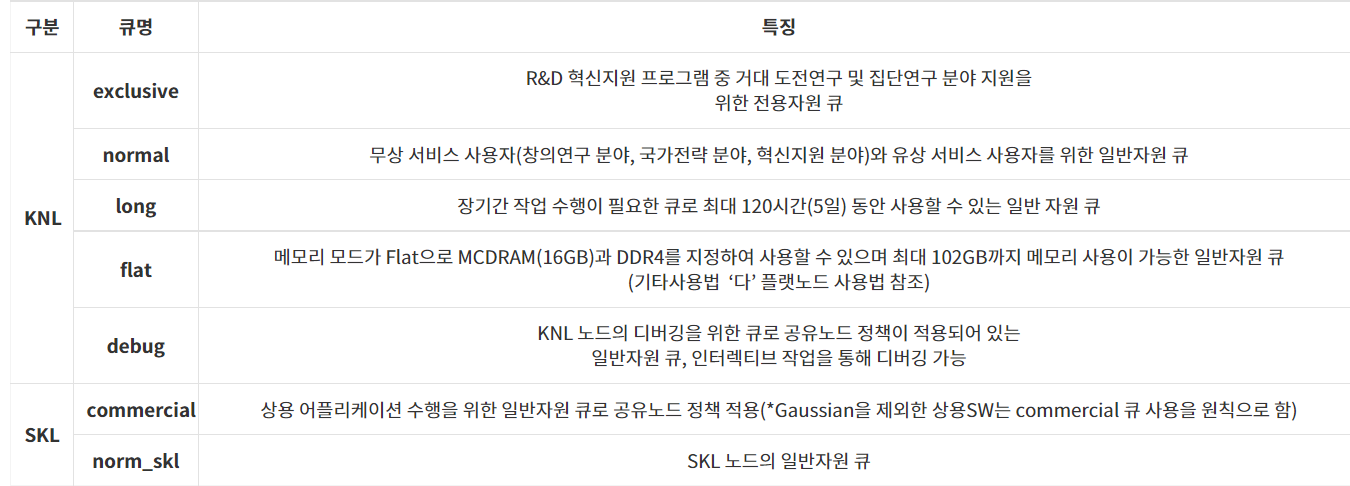 구분 큐명 특징
KNL
exclusive
R&D 혁신지원 프로그램 중 거대 도전연구 및 집단연구 분야 지원을
위한 전용자원 큐
normal
무상 서비스 사용자(창의연구 분야, 국가전략 분야, 혁신지원 분야)와 유상 서비스 사용자를 위한 일반자원 큐
long
장기간 작업 수행이 필요한 큐로 최대 120시간(5일) 동안 사용할 수 있는 일반 자원 큐
flat
메모리 모드가 Flat으로 MCDRAM(16GB)과 DDR4를 지정하여 사용할 수 있으며 최대 102GB까지 메모리 사용이 가능한 일반자원 큐
(기타사용법 ‘다’ 플랫노드 사용법 참조)
debug
KNL 노드의 디버깅을 위한 큐로 공유노드 정책이 적용되어 있는
일반자원 큐, 인터렉티브 작업을 통해 디버깅 가능
SKL
commercial
상용 어플리케이션 수행을 위한 일반자원 큐로 공유노드 정책 적용(*Gaussian을 제외한 상용SW는 commercial 큐 사용을 원칙으로 함)
norm_skl
SKL 노드의 일반자원 큐